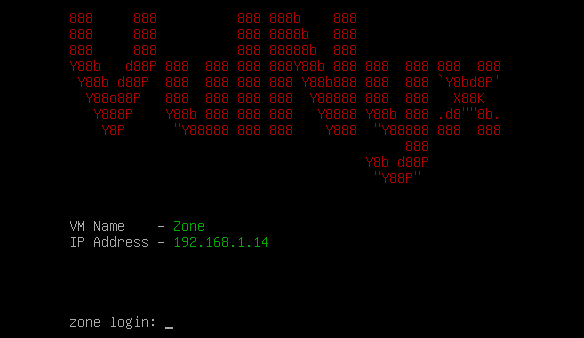 888     888          888 888b    888
888     888          888 8888b   888
888     888          888 88888b  888
Y88b   d88P 888  888 888 888Y88b 888 888  888 888 888  888
 Y88b d88P  888  888 888 888 Y88b888 888  888 888 `Y8bd8P'
  Y88o88P   888  888 888 888  Y88888 888  888   X88K
   Y888P    Y88b 888 888 888   Y8888 Y88b 888 .d8""8b.
    Y8P      "Y88888 888 888    Y888  "Y88888 888  888
                                          888
                                     Y8b d88P
                                      "Y88P"
VM Name    - Zone
IP Address - 192.168.1.14
zone login: _